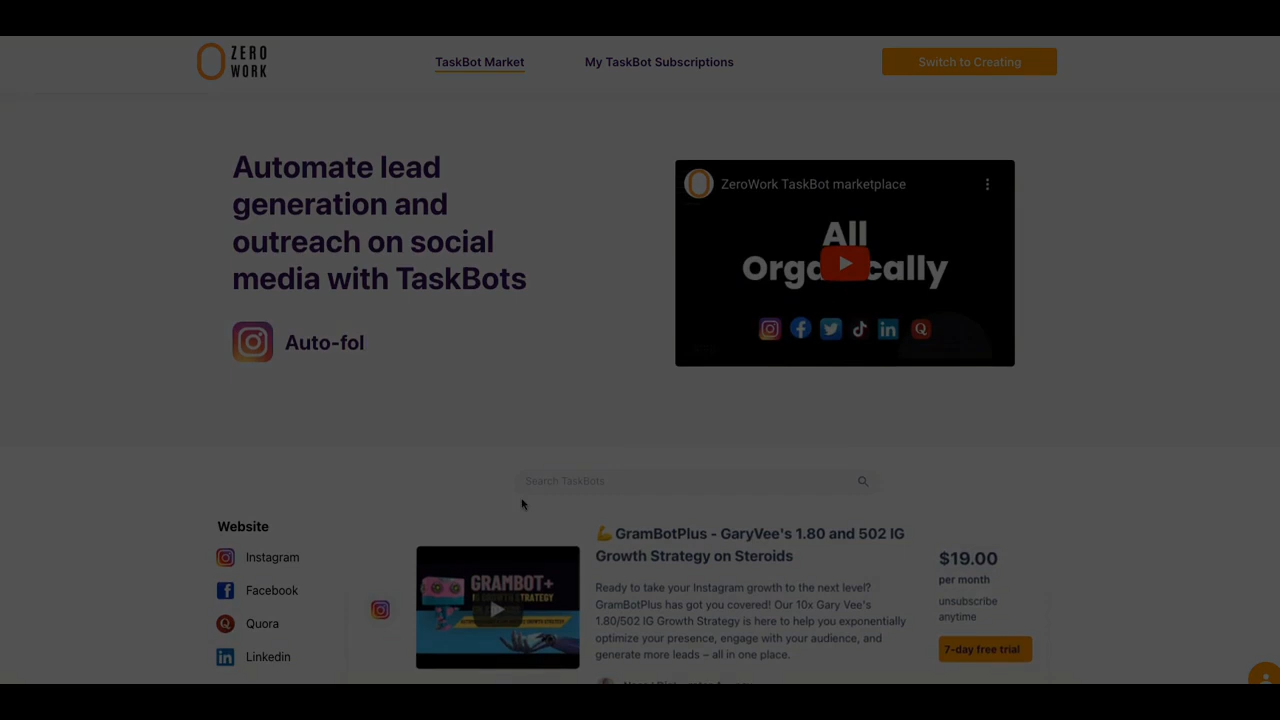 ZERO
WORK
TaskBot Market
My TaskBot Subscriptions
Switch to Creating
Automate lead
generation and
outreach on social
media with TaskBots
Auto-fol
ZeroWork TaskBot marketplace
All
Organically
Search TaskBots
Website
Instagram
Facebook
Quora
Linkedin
GRAMBOT+
💪 GramBotPlus - GaryVee's 1.80 and 502 IG
Growth Strategy on Steroids
Ready to take your Instagram growth to the next level?
GramBotPlus has got you covered! Our 10x Gary Vee's
1.80/502 IG Growth Strategy is here to help you exponentially
optimize your presence, engage with your audience, and
generate more leads – all in one place.
$19.00
per month
unsubscribe
anytime
7-day free trial